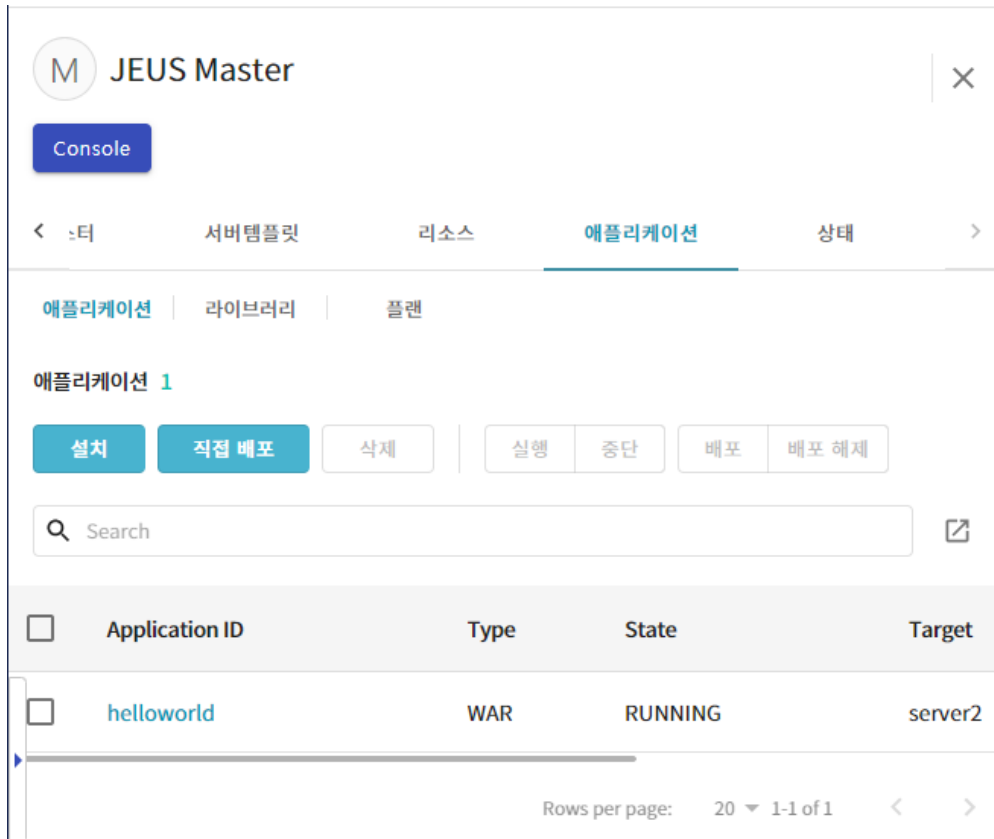 M JEUS Master
Console
스터 서버템플릿 리소스 애플리케이션 상태
애플리케이션 라이브러리 플랜
애플리케이션 1
설치 직접 배포 삭제 실행 중단 배포 배포 해제
Search
Application ID Type State Target
helloworld WAR RUNNING server2
Rows per page: 20 1-1 of 1